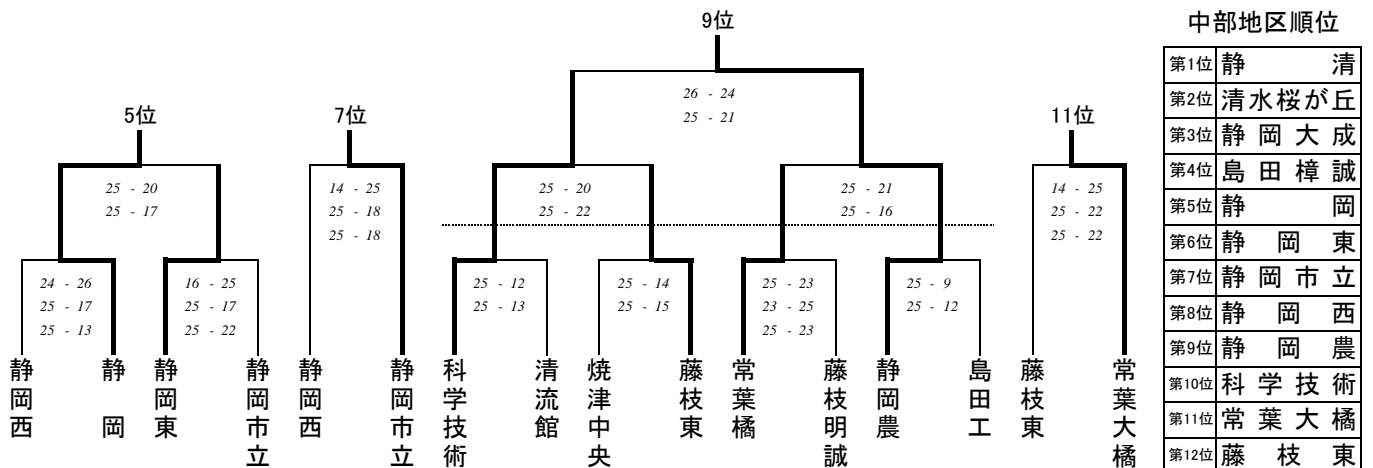 9位
中部地区順位
5位
7位
11位
26 - 24
25 - 21
25 - 20
25 - 17
14 - 25
25 - 18
25 - 18
25 - 20
25 - 22
25 - 21
25 - 16
14 - 25
25 - 22
25 - 22
24 - 26
25 - 17
25 - 13
16 - 25
25 - 17
25 - 22
25 - 12
25 - 13
25 - 14
25 - 15
25 - 23
23 - 25
25 - 23
25 - 9
25 - 12
静岡西
静岡
静岡東
静岡市立
静岡西
静岡市立
科学技術
清流館
焼津中央
藤枝東
常葉橘
藤枝明誠
静岡農
島田工
藤枝東
常葉大橘
第1位 静清
第2位 清水桜が丘
第3位 静岡大成
第4位 島田樟誠
第5位 静岡
第6位 静岡東
第7位 静岡市立
第8位 静岡西
第9位 静岡農
第10位 科学技術
第11位 常葉大橘
第12位 藤枝東